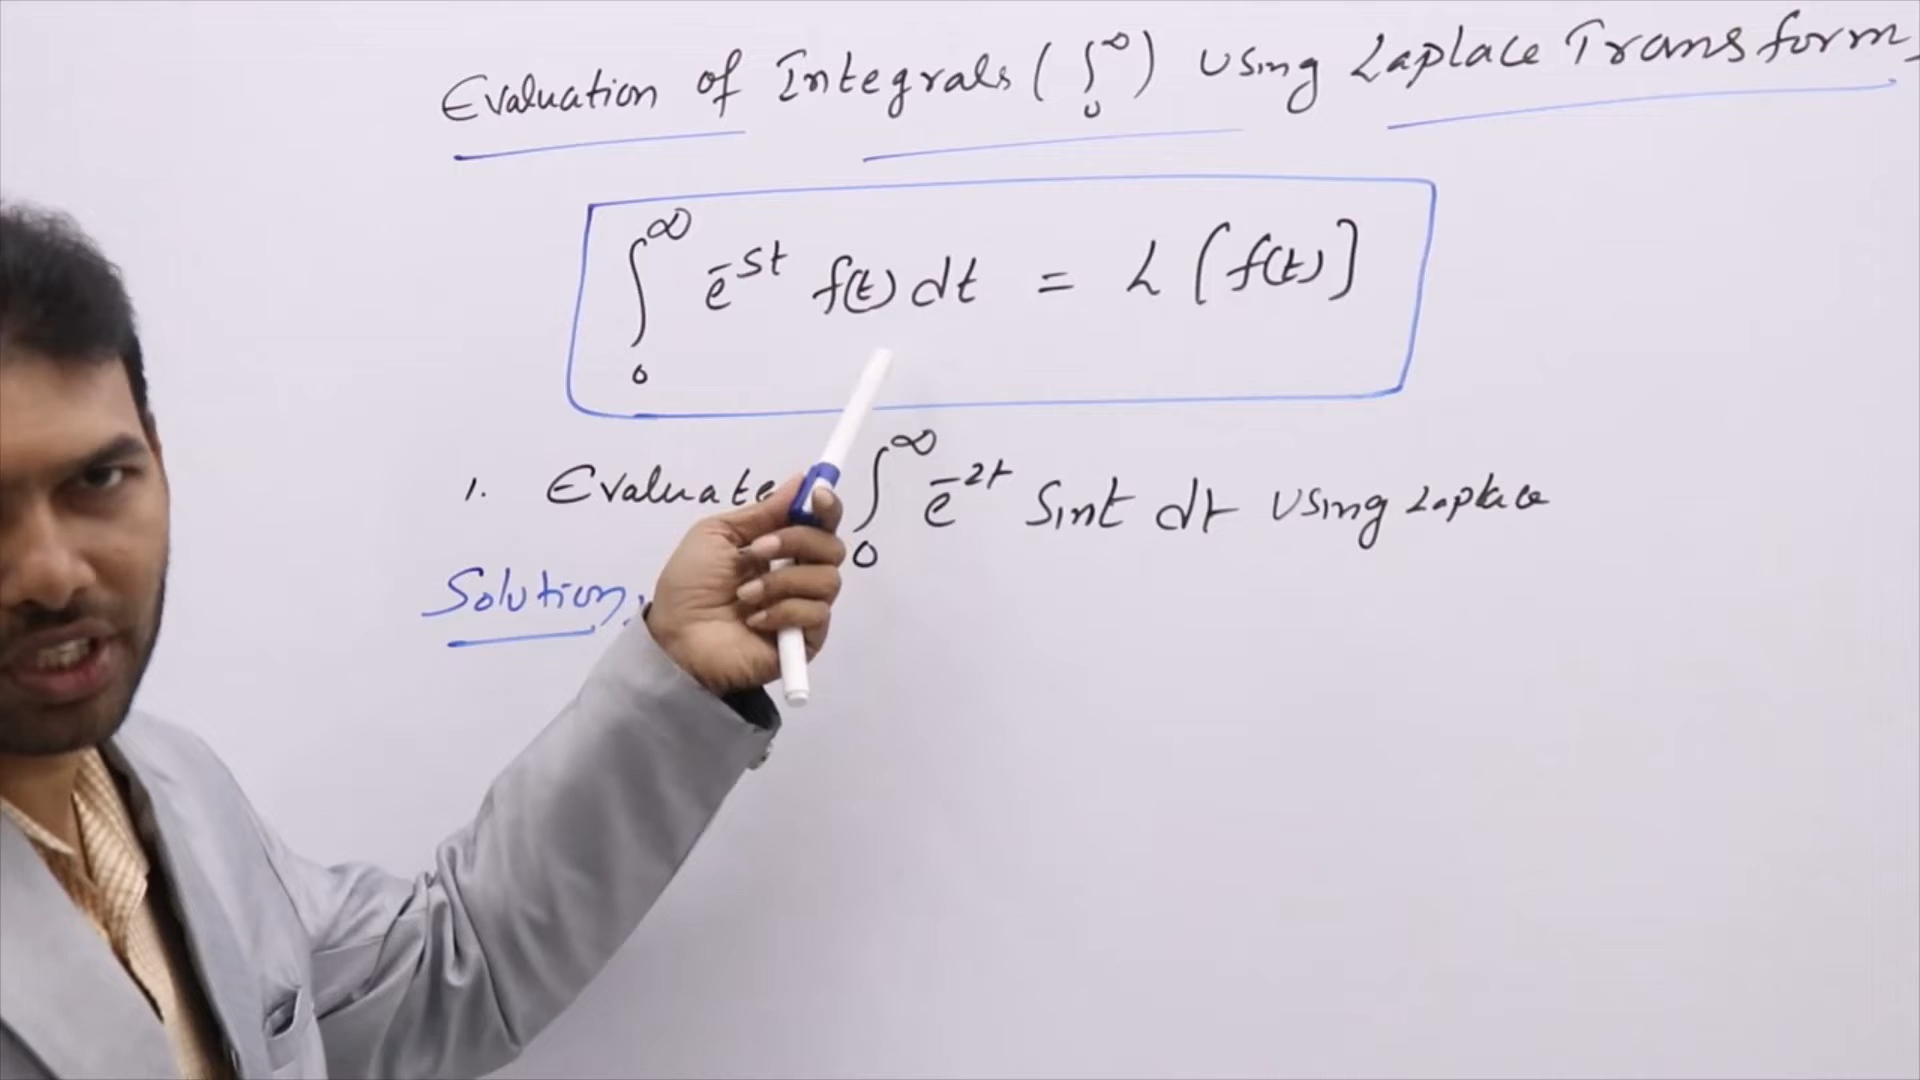 Evaluation of Integrals (∫₀^∞) Using Laplace Transform,
∫₀^∞ e^-st f(t) dt = L [f(t)]
1. Evaluate ∫₀^∞ e^-2t Sint dt Using Laplace
Solution: